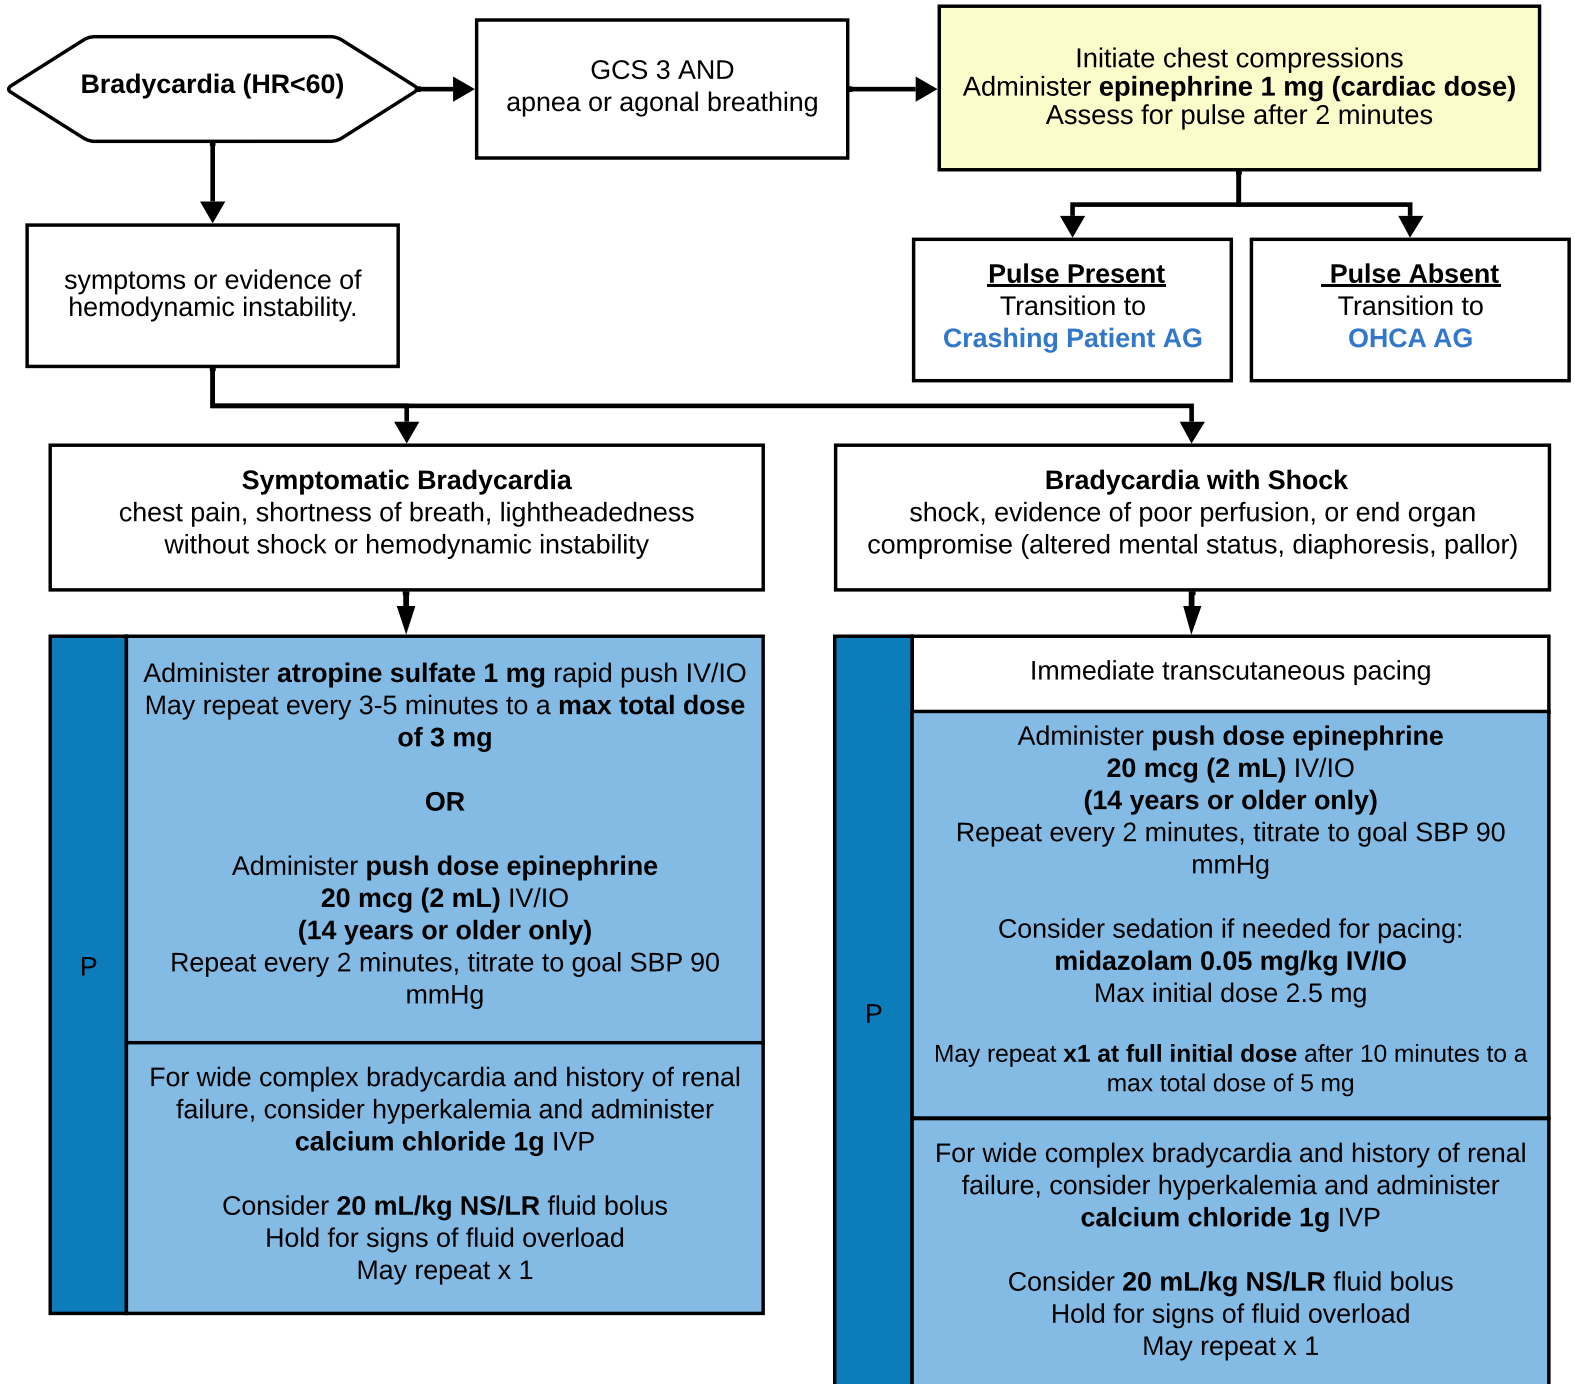 Bradycardia (HR<60)
GCS 3 AND
apnea or agonal breathing
Initiate chest compressions
Administer epinephrine 1 mg (cardiac dose)
Assess for pulse after 2 minutes
symptoms or evidence of
hemodynamic instability.
Pulse Present
Transition to
Crashing Patient AG
Pulse Absent
Transition to
OHCA AG
Symptomatic Bradycardia
chest pain, shortness of breath, lightheadedness
without shock or hemodynamic instability
Bradycardia with Shock
shock, evidence of poor perfusion, or end organ
compromise (altered mental status, diaphoresis, pallor)
P
Administer atropine sulfate 1 mg rapid push IV/IO
May repeat every 3-5 minutes to a max total dose
of 3 mg
OR
Administer push dose epinephrine
20 mcg (2 mL) IV/IO
(14 years or older only)
Repeat every 2 minutes, titrate to goal SBP 90
mmHg
For wide complex bradycardia and history of renal
failure, consider hyperkalemia and administer
calcium chloride 1g IVP
Consider 20 mL/kg NS/LR fluid bolus
Hold for signs of fluid overload
May repeat x 1
P
Immediate transcutaneous pacing
Administer push dose epinephrine
20 mcg (2 mL) IV/IO
(14 years or older only)
Repeat every 2 minutes, titrate to goal SBP 90
mmHg
Consider sedation if needed for pacing:
midazolam 0.05 mg/kg IV/IO
Max initial dose 2.5 mg
May repeat x1 at full initial dose after 10 minutes to a
max total dose of 5 mg
For wide complex bradycardia and history of renal
failure, consider hyperkalemia and administer
calcium chloride 1g IVP
Consider 20 mL/kg NS/LR fluid bolus
Hold for signs of fluid overload
May repeat x 1